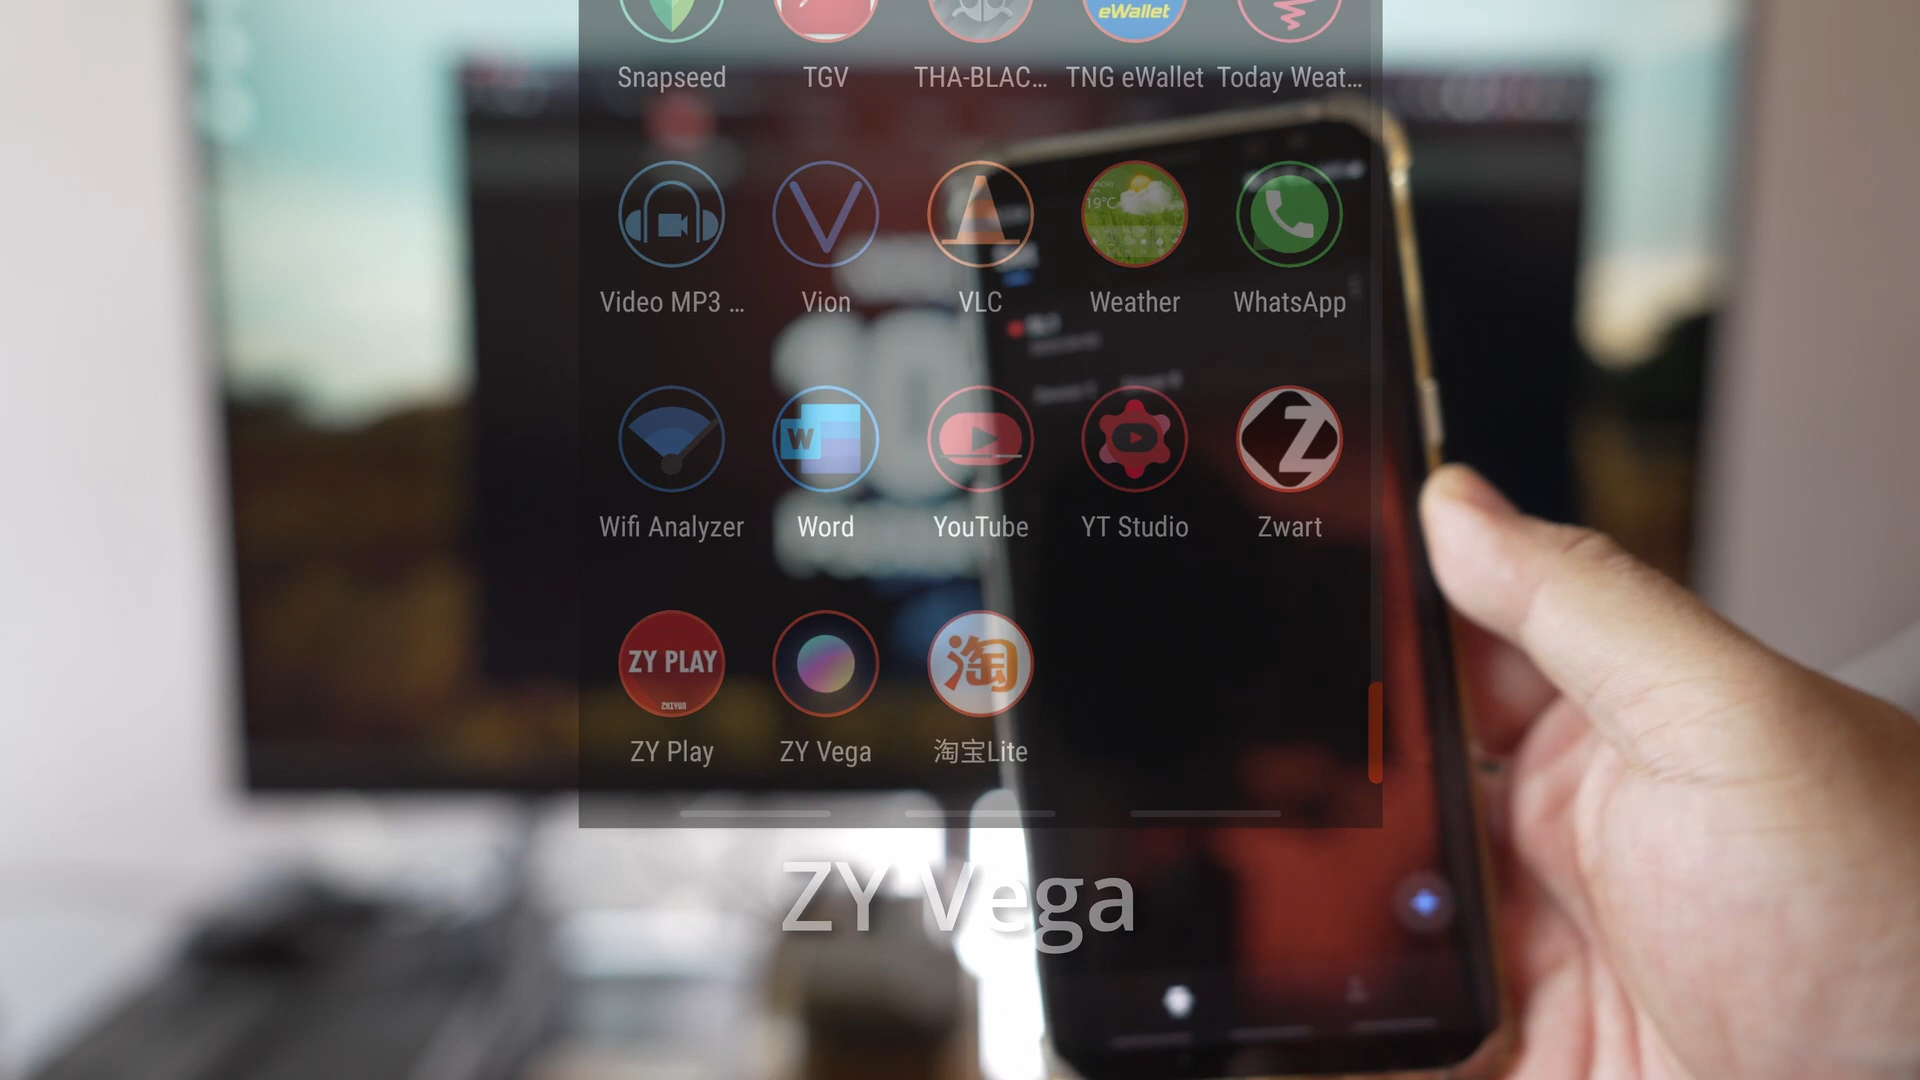 eWallet
Snapseed TGV THA-BLAC... TNG eWallet Today Weat...
19°C
Video MP3 ... Vion VLC Weather WhatsApp
W
Wifi Analyzer Word YouTube YT Studio Zwart
ZY PLAY
ZHIYUN
淘
ZY Play ZY Vega 淘宝Lite
ZY Vega